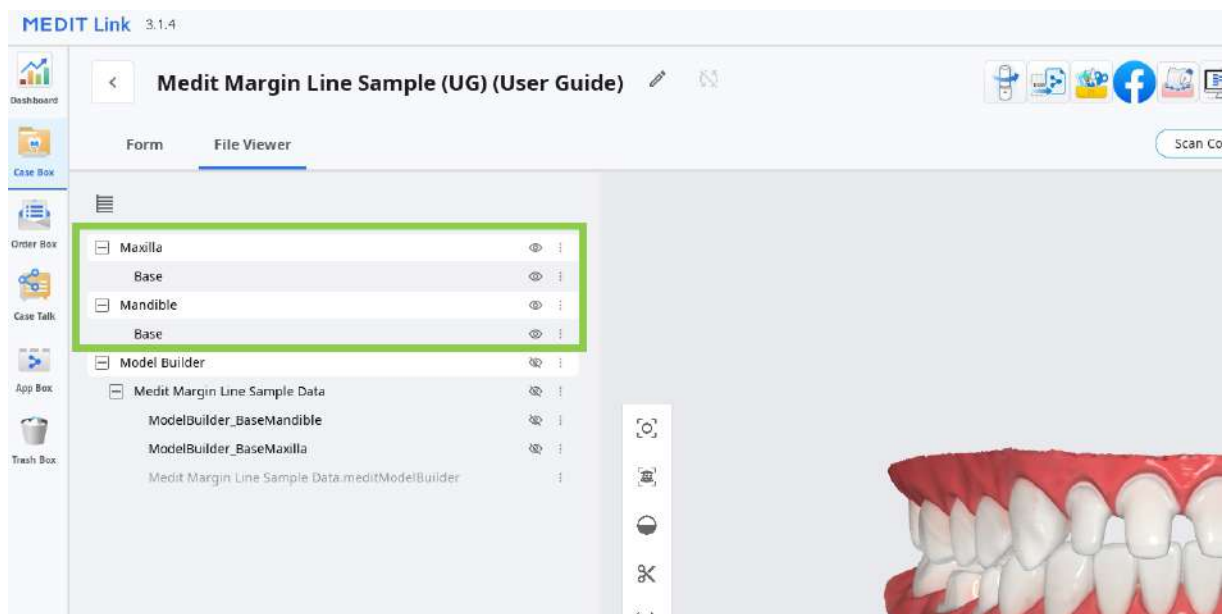 MEDIT Link 3.1.4
Dashboard
Case Box
Order Box
Case Talk
App Box
Trash Box
Medit Margin Line Sample (UG) (User Guide)
Form File Viewer
Scan Co
Maxilla
Base
Mandible
Base
Model Builder
Medit Margin Line Sample Data
ModelBuilder_BaseMandible
ModelBuilder_BaseMaxilla
Medit Margin Line Sample Data.meditModelBuilder